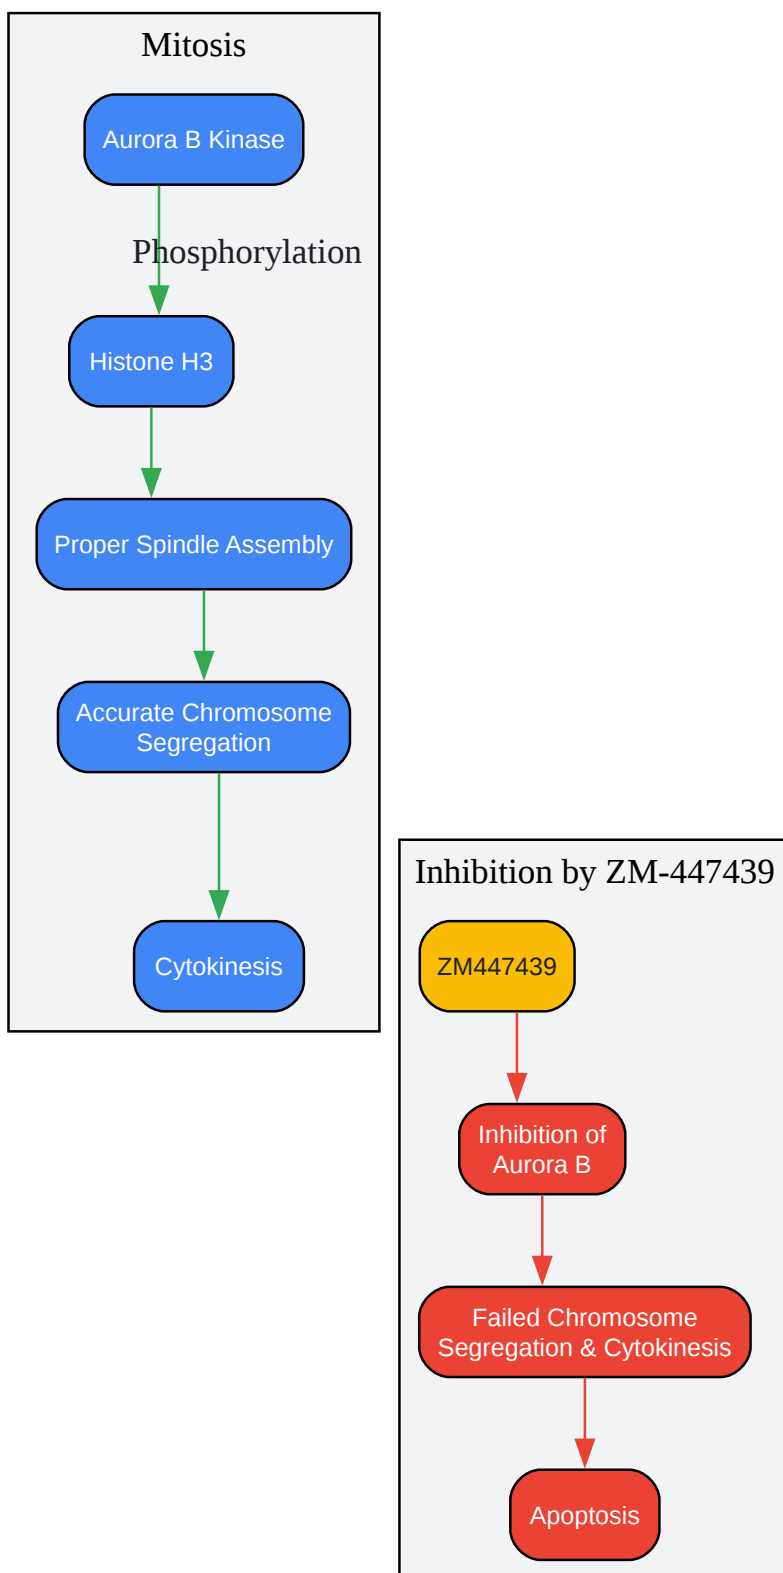 Mitosis
Aurora B Kinase
Phosphorylation
Histone H3
Proper Spindle Assembly
Accurate Chromosome
Segregation
Cytokinesis
Inhibition by ZM-447439
ZM447439
Inhibition of
Aurora B
Failed Chromosome
Segregation & Cytokinesis
Apoptosis